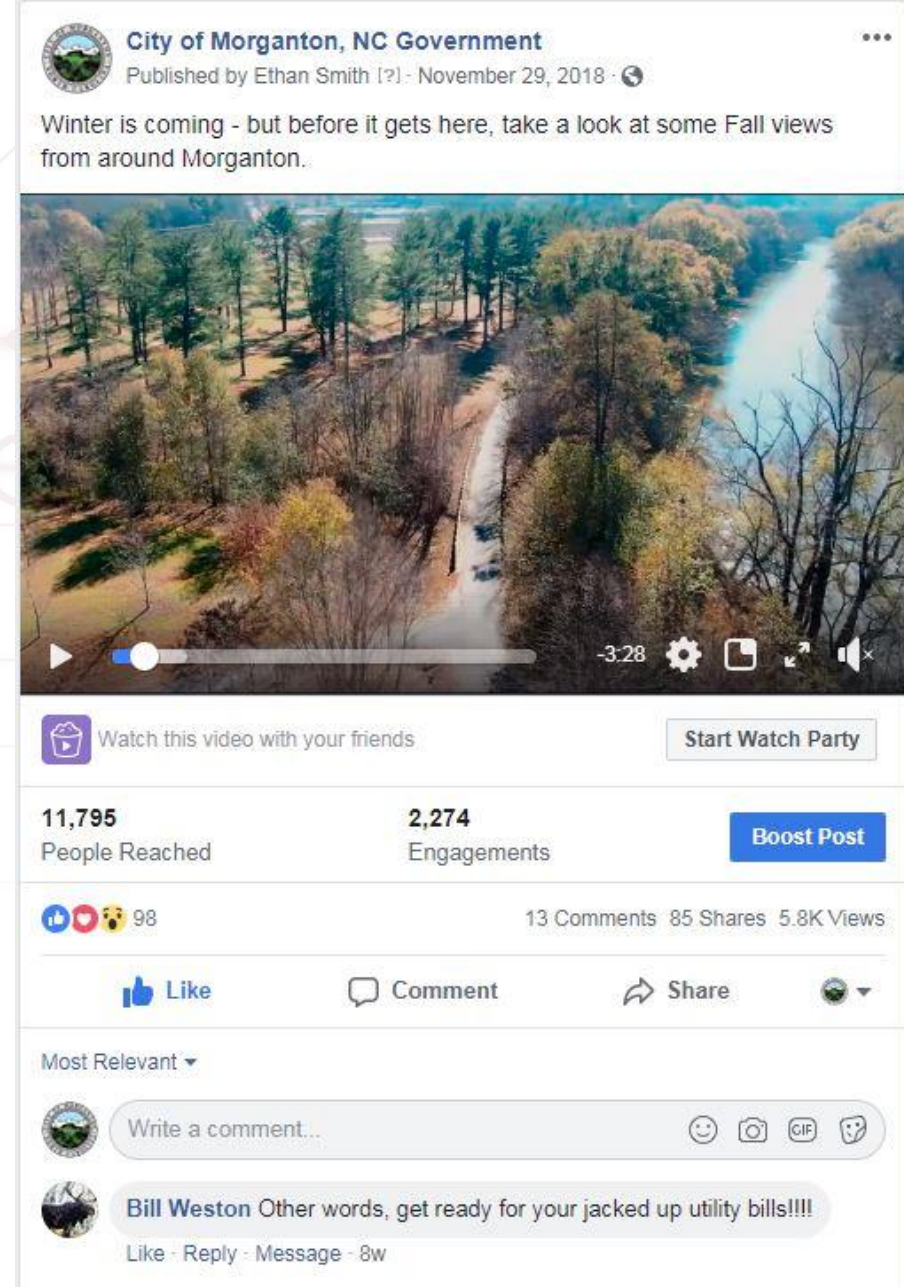 City of Morganton, NC Government
Published by Ethan Smith [?] · November 29, 2018 ·
Winter is coming - but before it gets here, take a look at some Fall views
from around Morganton.
-3:28
Watch this video with your friends
Start Watch Party
11,795
People Reached
2,274
Engagements
Boost Post
98
13 Comments 85 Shares 5.8K Views
Like
Comment
Share
Most Relevant
Write a comment...
GIF
Bill Weston Other words, get ready for your jacked up utility bills!!!!
Like · Reply · Message · 8w